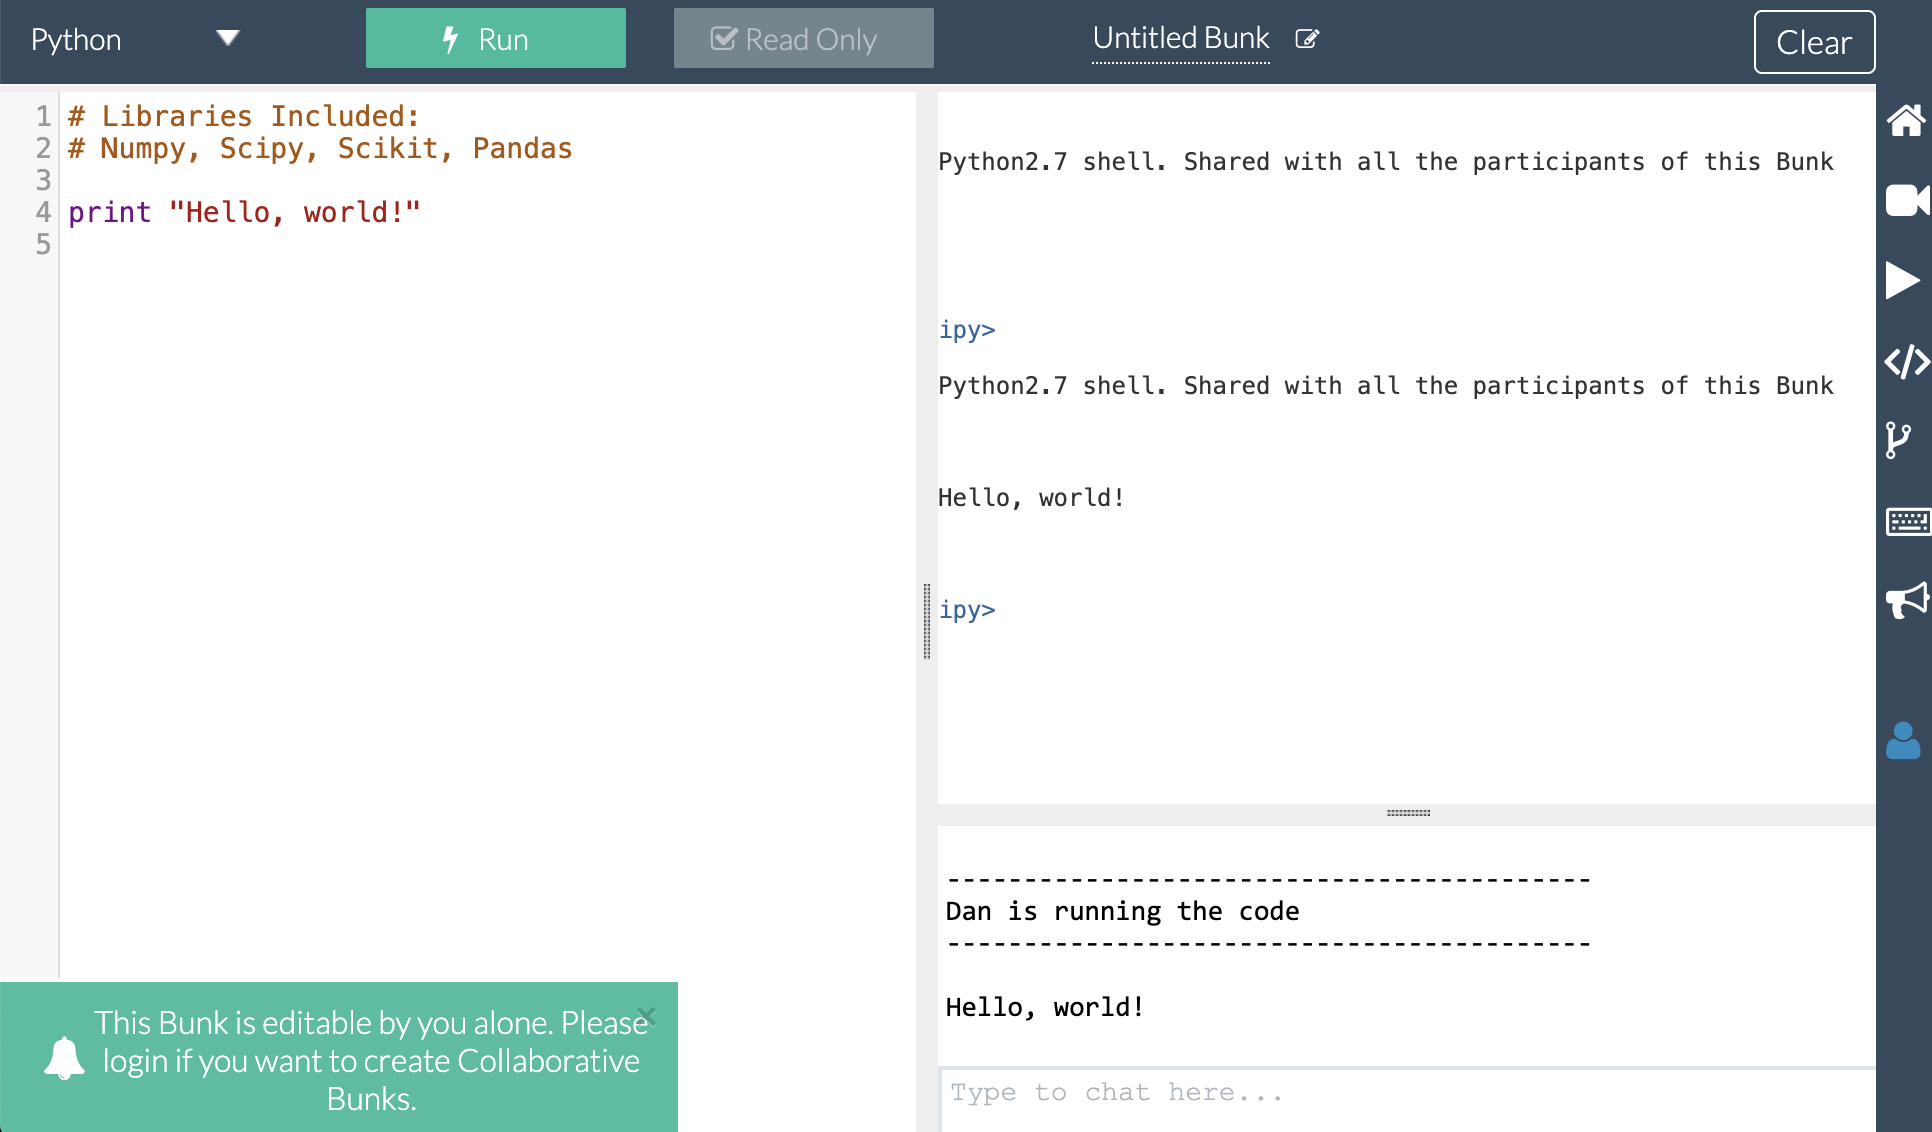 Python
Run
Read Only
Untitled Bunk
Clear
1 # Libraries Included:
2 # Numpy, Scipy, Scikit, Pandas
3
4 print "Hello, world!"
5
Python2.7 shell. Shared with all the participants of this Bunk
ipy>
Python2.7 shell. Shared with all the participants of this Bunk
Hello, world!
ipy>
------------------------------------------
Dan is running the code
------------------------------------------
Hello, world!
Type to chat here...
This Bunk is editable by you alone. Please
login if you want to create Collaborative
Bunks.